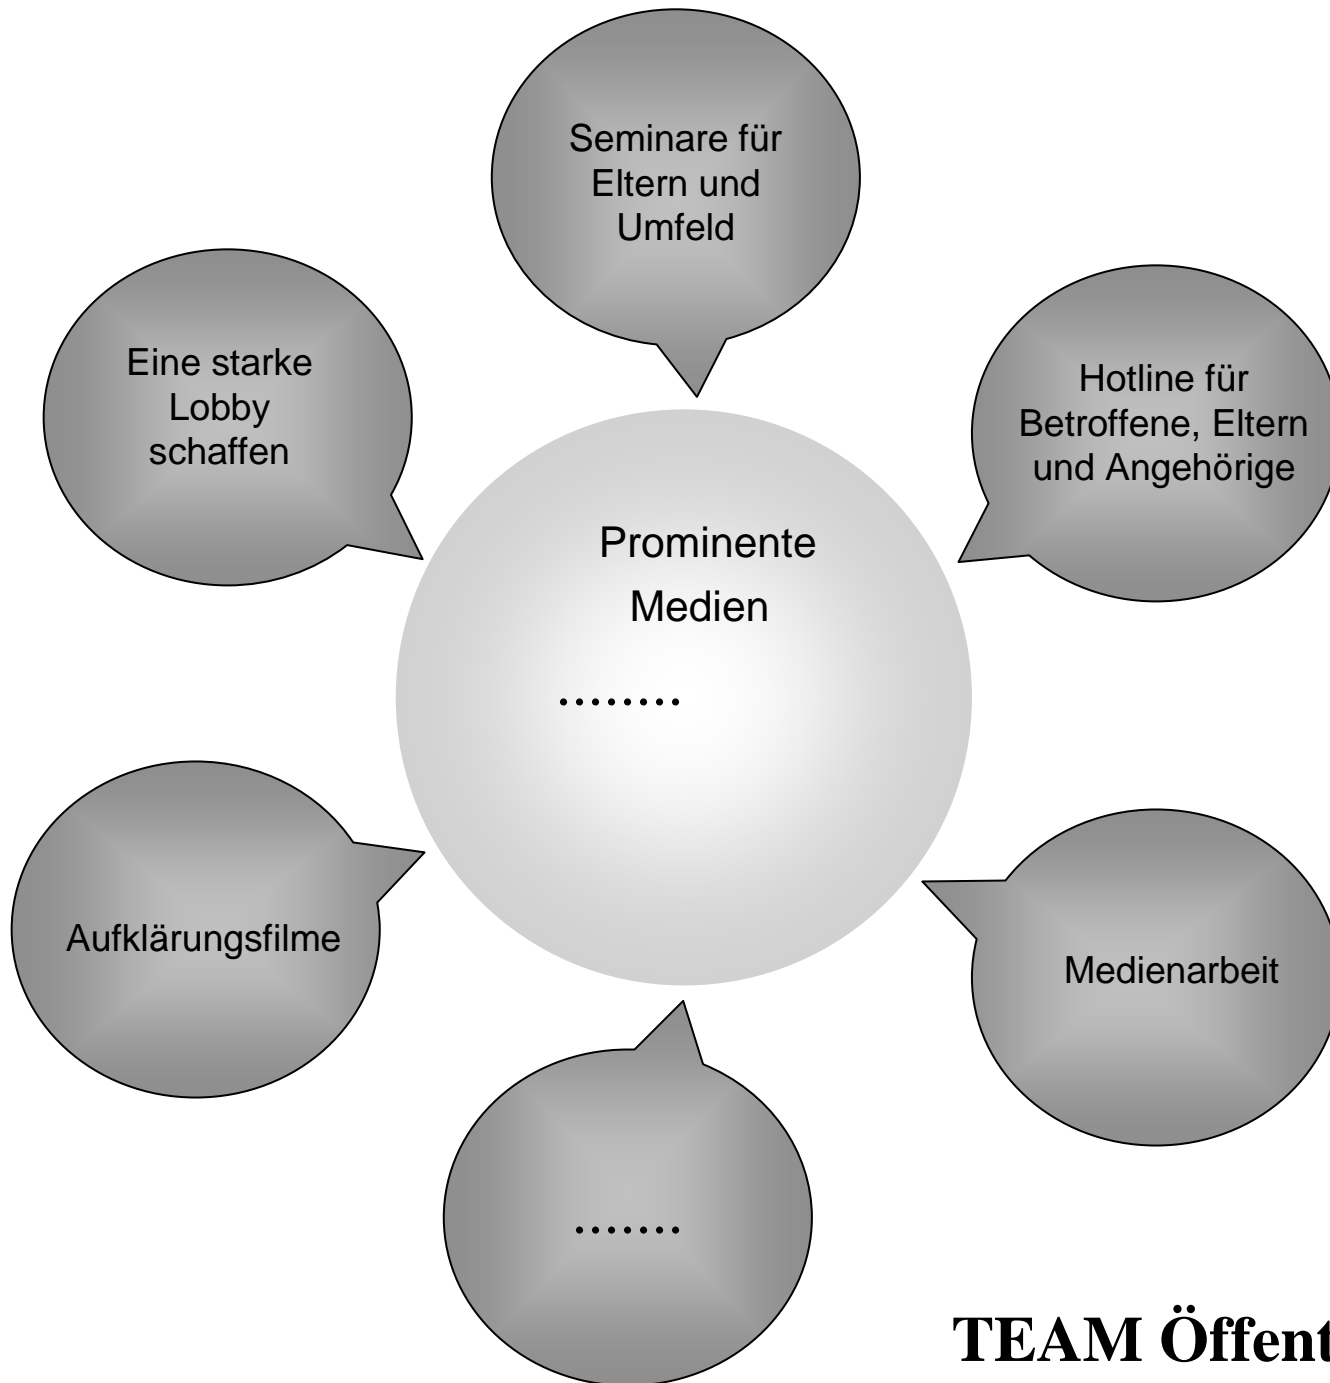 Seminare für
Eltern und
Umfeld
Eine starke
Lobby
schaffen
Hotline für
Betroffene, Eltern
und Angehörige
Prominente
Medien
........
Aufklärungsfilme
Medienarbeit
.......
TEAM Öffent